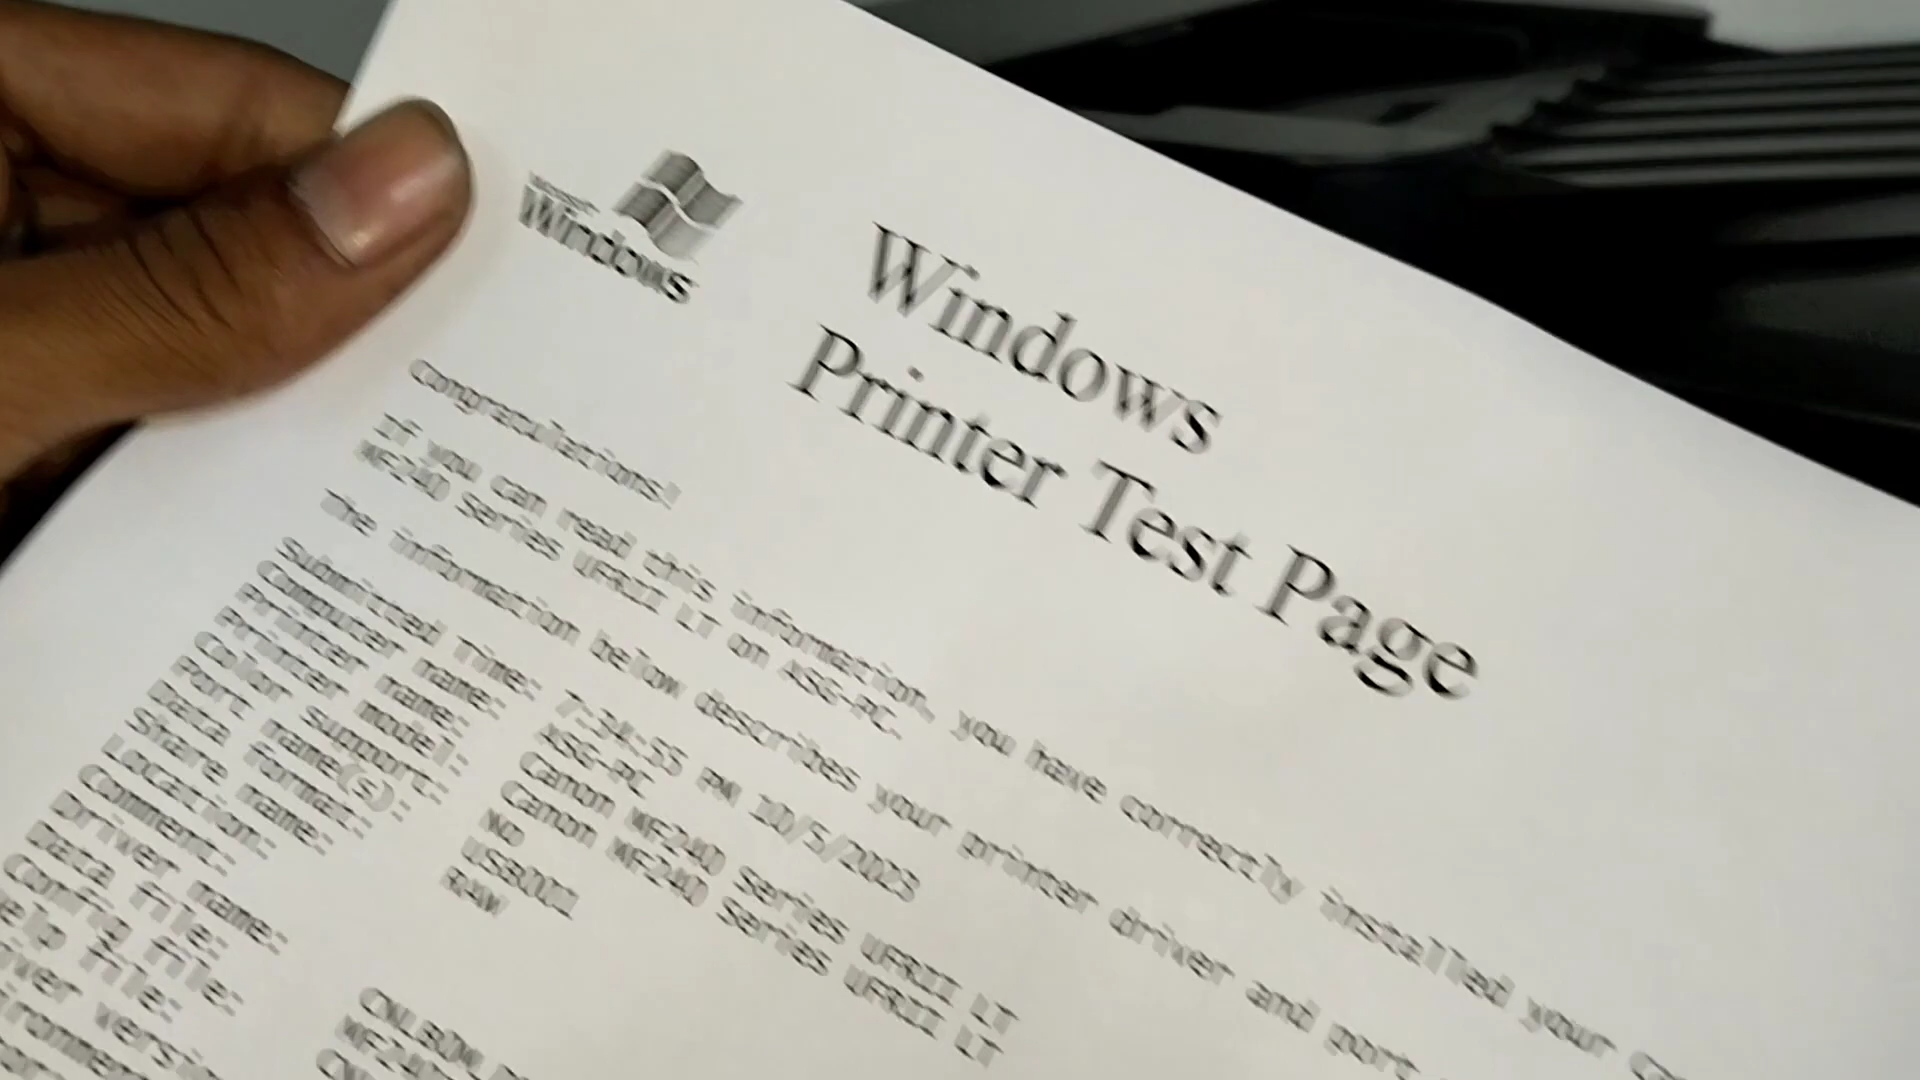 Microsoft
Windows
Windows
Printer Test Page
Congratulations!
If you can read this information, you have correctly installed your
MF240 Series UFRII LT on ASG-PC.
The information below describes your printer driver and port
Submitted Time: 7:34:55 PM 10/5/2023
Computer name: ASG-PC
Printer name: Canon MF240 Series UFRII LT
Printer model: Canon MF240 Series UFRII LT
Color support: No
Port name(s): USB001
Data format: RAW
Share name:
Location:
Comment:
Driver name:
Data file:
Config file:
elp file:
iver versi